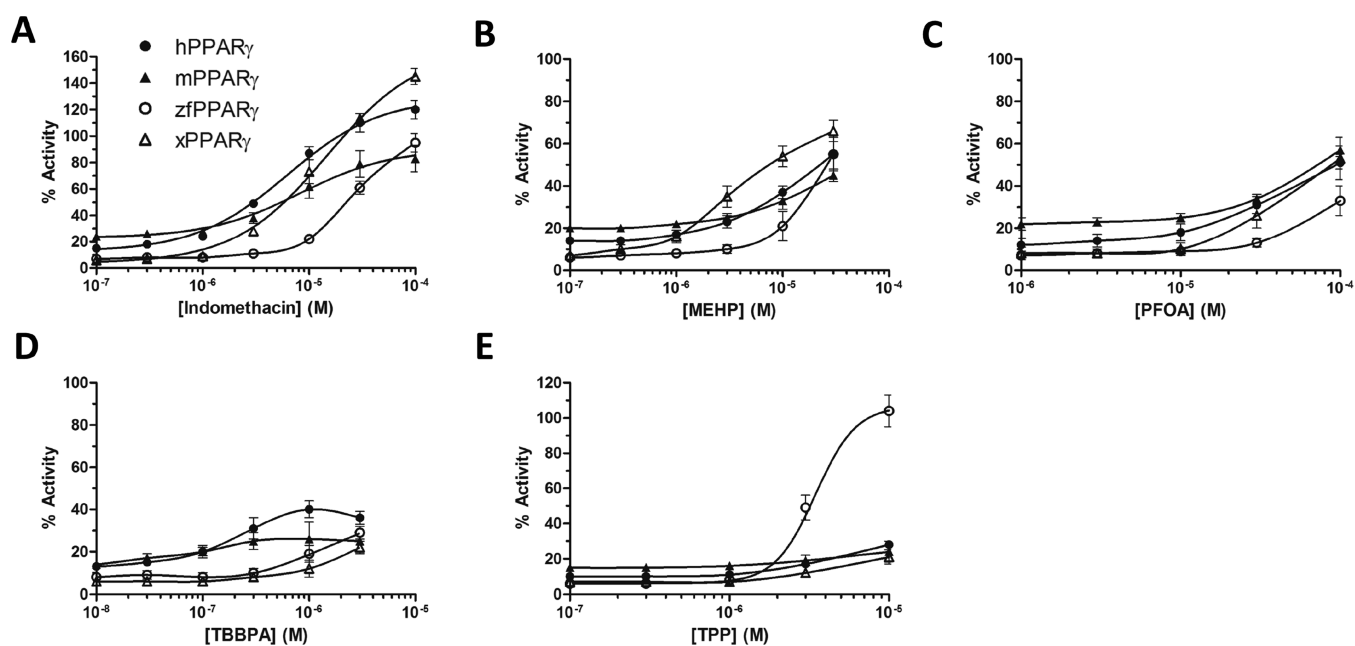 A
hPPARγ
mPPARγ
zfPPARγ
xPPARγ
% Activity
160
140
120
100
80
60
40
20
0
10-7
10-6
10-5
10-4
[Indomethacin] (M)
B
% Activity
100
80
60
40
20
0
10-7
10-6
10-5
10-4
[MEHP] (M)
C
% Activity
100
80
60
40
20
0
10-6
10-5
10-4
[PFOA] (M)
D
% Activity
100
80
60
40
20
0
10-8
10-7
10-6
10-5
[TBBPA] (M)
E
% Activity
120
100
80
60
40
20
0
10-7
10-6
10-5
[TPP] (M)